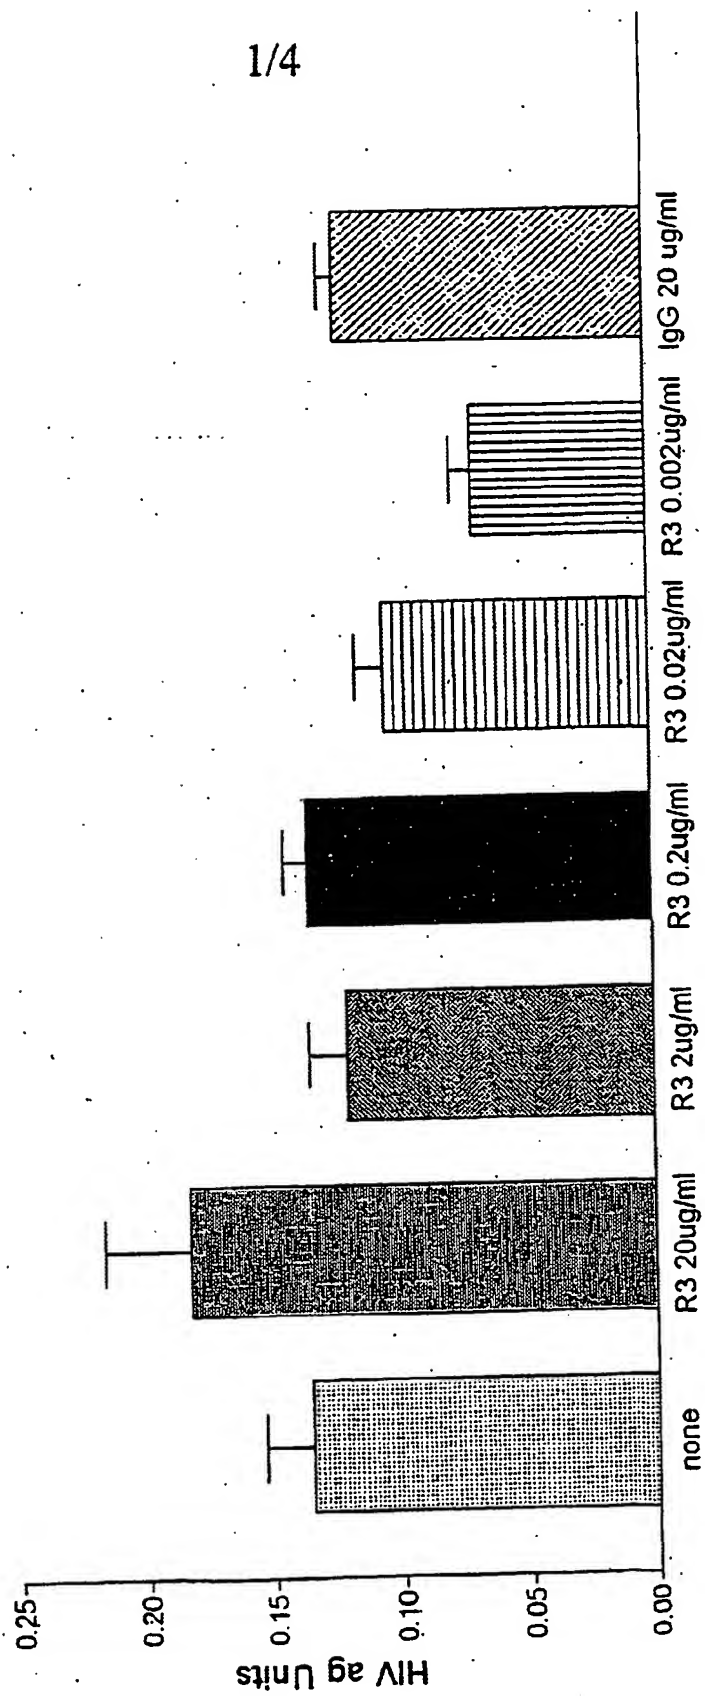 1/4
HIV ag Units
0.25
0.20
0.15
0.10
0.05
0.00
none
R3 20ug/ml
R3 2ug/ml
R3 0.2ug/ml
R3 0.02ug/ml
R3 0.002ug/ml
IgG 20 ug/ml